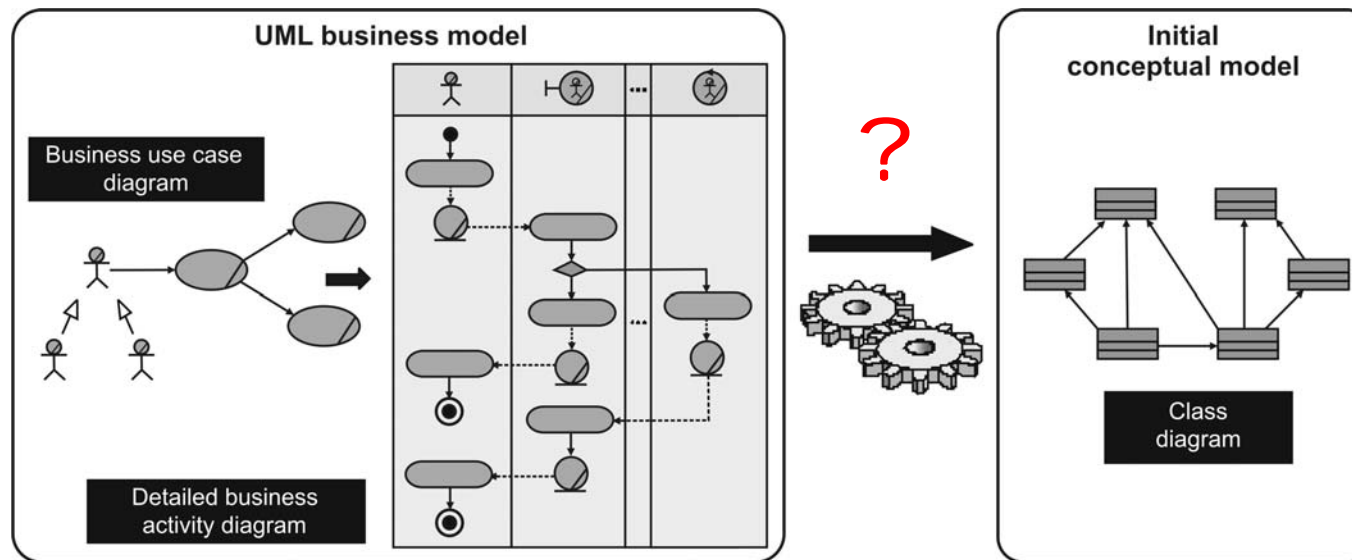 UML business model
Business use case
diagram
Detailed business
activity diagram
...
...
?
Initial
conceptual model
Class
diagram